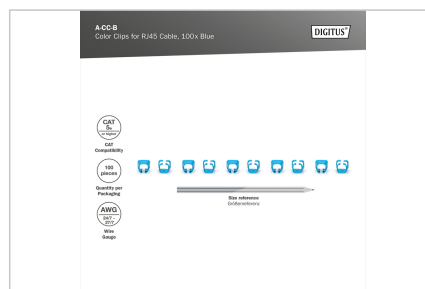 A-CC-B
Color Clips for RJ45 Cable, 100x Blue
DIGITUS®
CAT
5e
or higher
CAT
Compatibility
100
pieces
Quantity per
Packaging
AWG
24/7 -
27/7
Wire
Gauge
Size reference
Größenreferenz